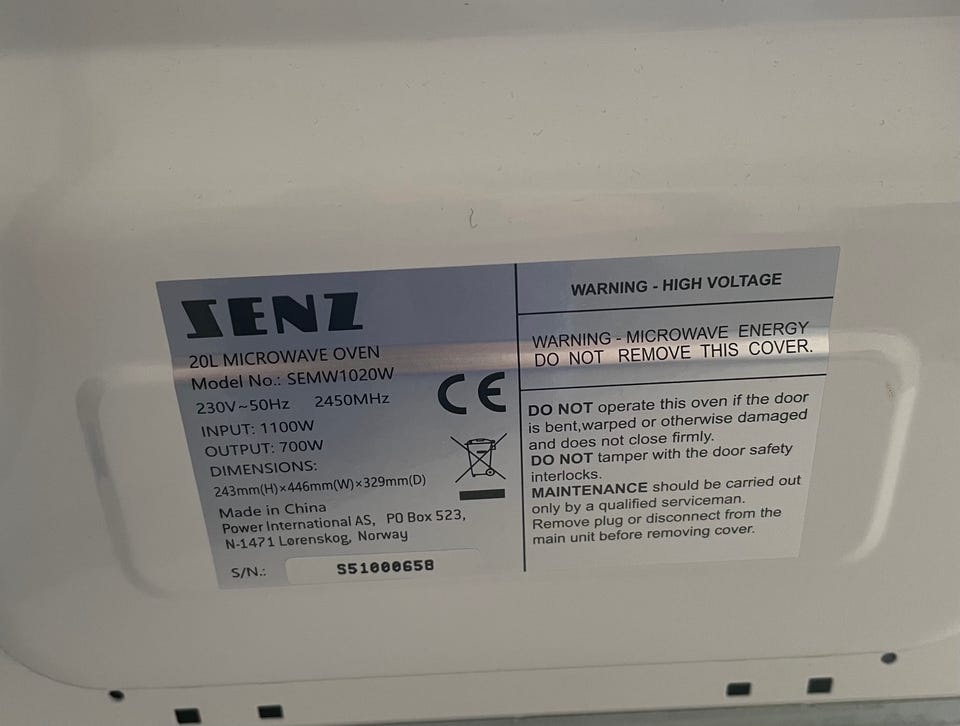 SENZ
20L MICROWAVE OVEN
Model No.: SEMW1020W
230V~50Hz 2450MHz
INPUT: 1100W
OUTPUT: 700W
DIMENSIONS:
243mm(H)×446mm(W)×329mm(D)
Made in China
Power International AS, PO Box 523,
N-1471 Lørenskog, Norway
S/N.: S51000658
CE
WARNING - HIGH VOLTAGE
WARNING - MICROWAVE ENERGY
DO NOT REMOVE THIS COVER.
DO NOT operate this oven if the door
is bent,warped or otherwise damaged
and does not close firmly.
DO NOT tamper with the door safety
interlocks.
MAINTENANCE should be carried out
only by a qualified serviceman.
Remove plug or disconnect from the
main unit before removing cover.